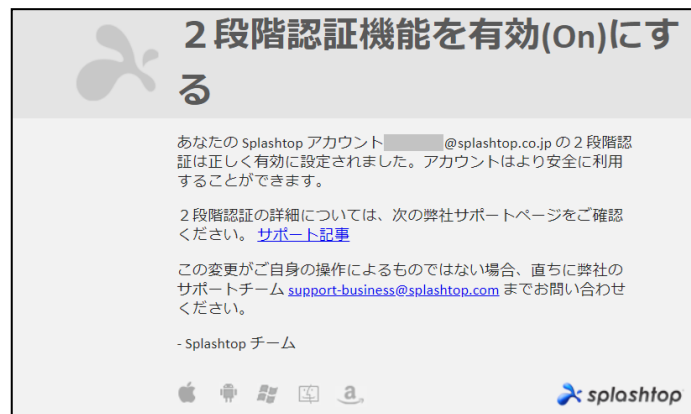 ２段階認証機能を有効(On)にす
る
あなたの Splashtop アカウント @splashtop.co.jp の２段階認
証は正しく有効に設定されました。アカウントはより安全に利用
することができます。
２段階認証の詳細については、次の弊社サポートページをご確認
ください。 サポート記事
この変更がご自身の操作によるものではない場合、直ちに弊社の
サポートチーム support-business@splashtop.com までお問い合わせ
ください。
- Splashtop チーム
a
splashtop